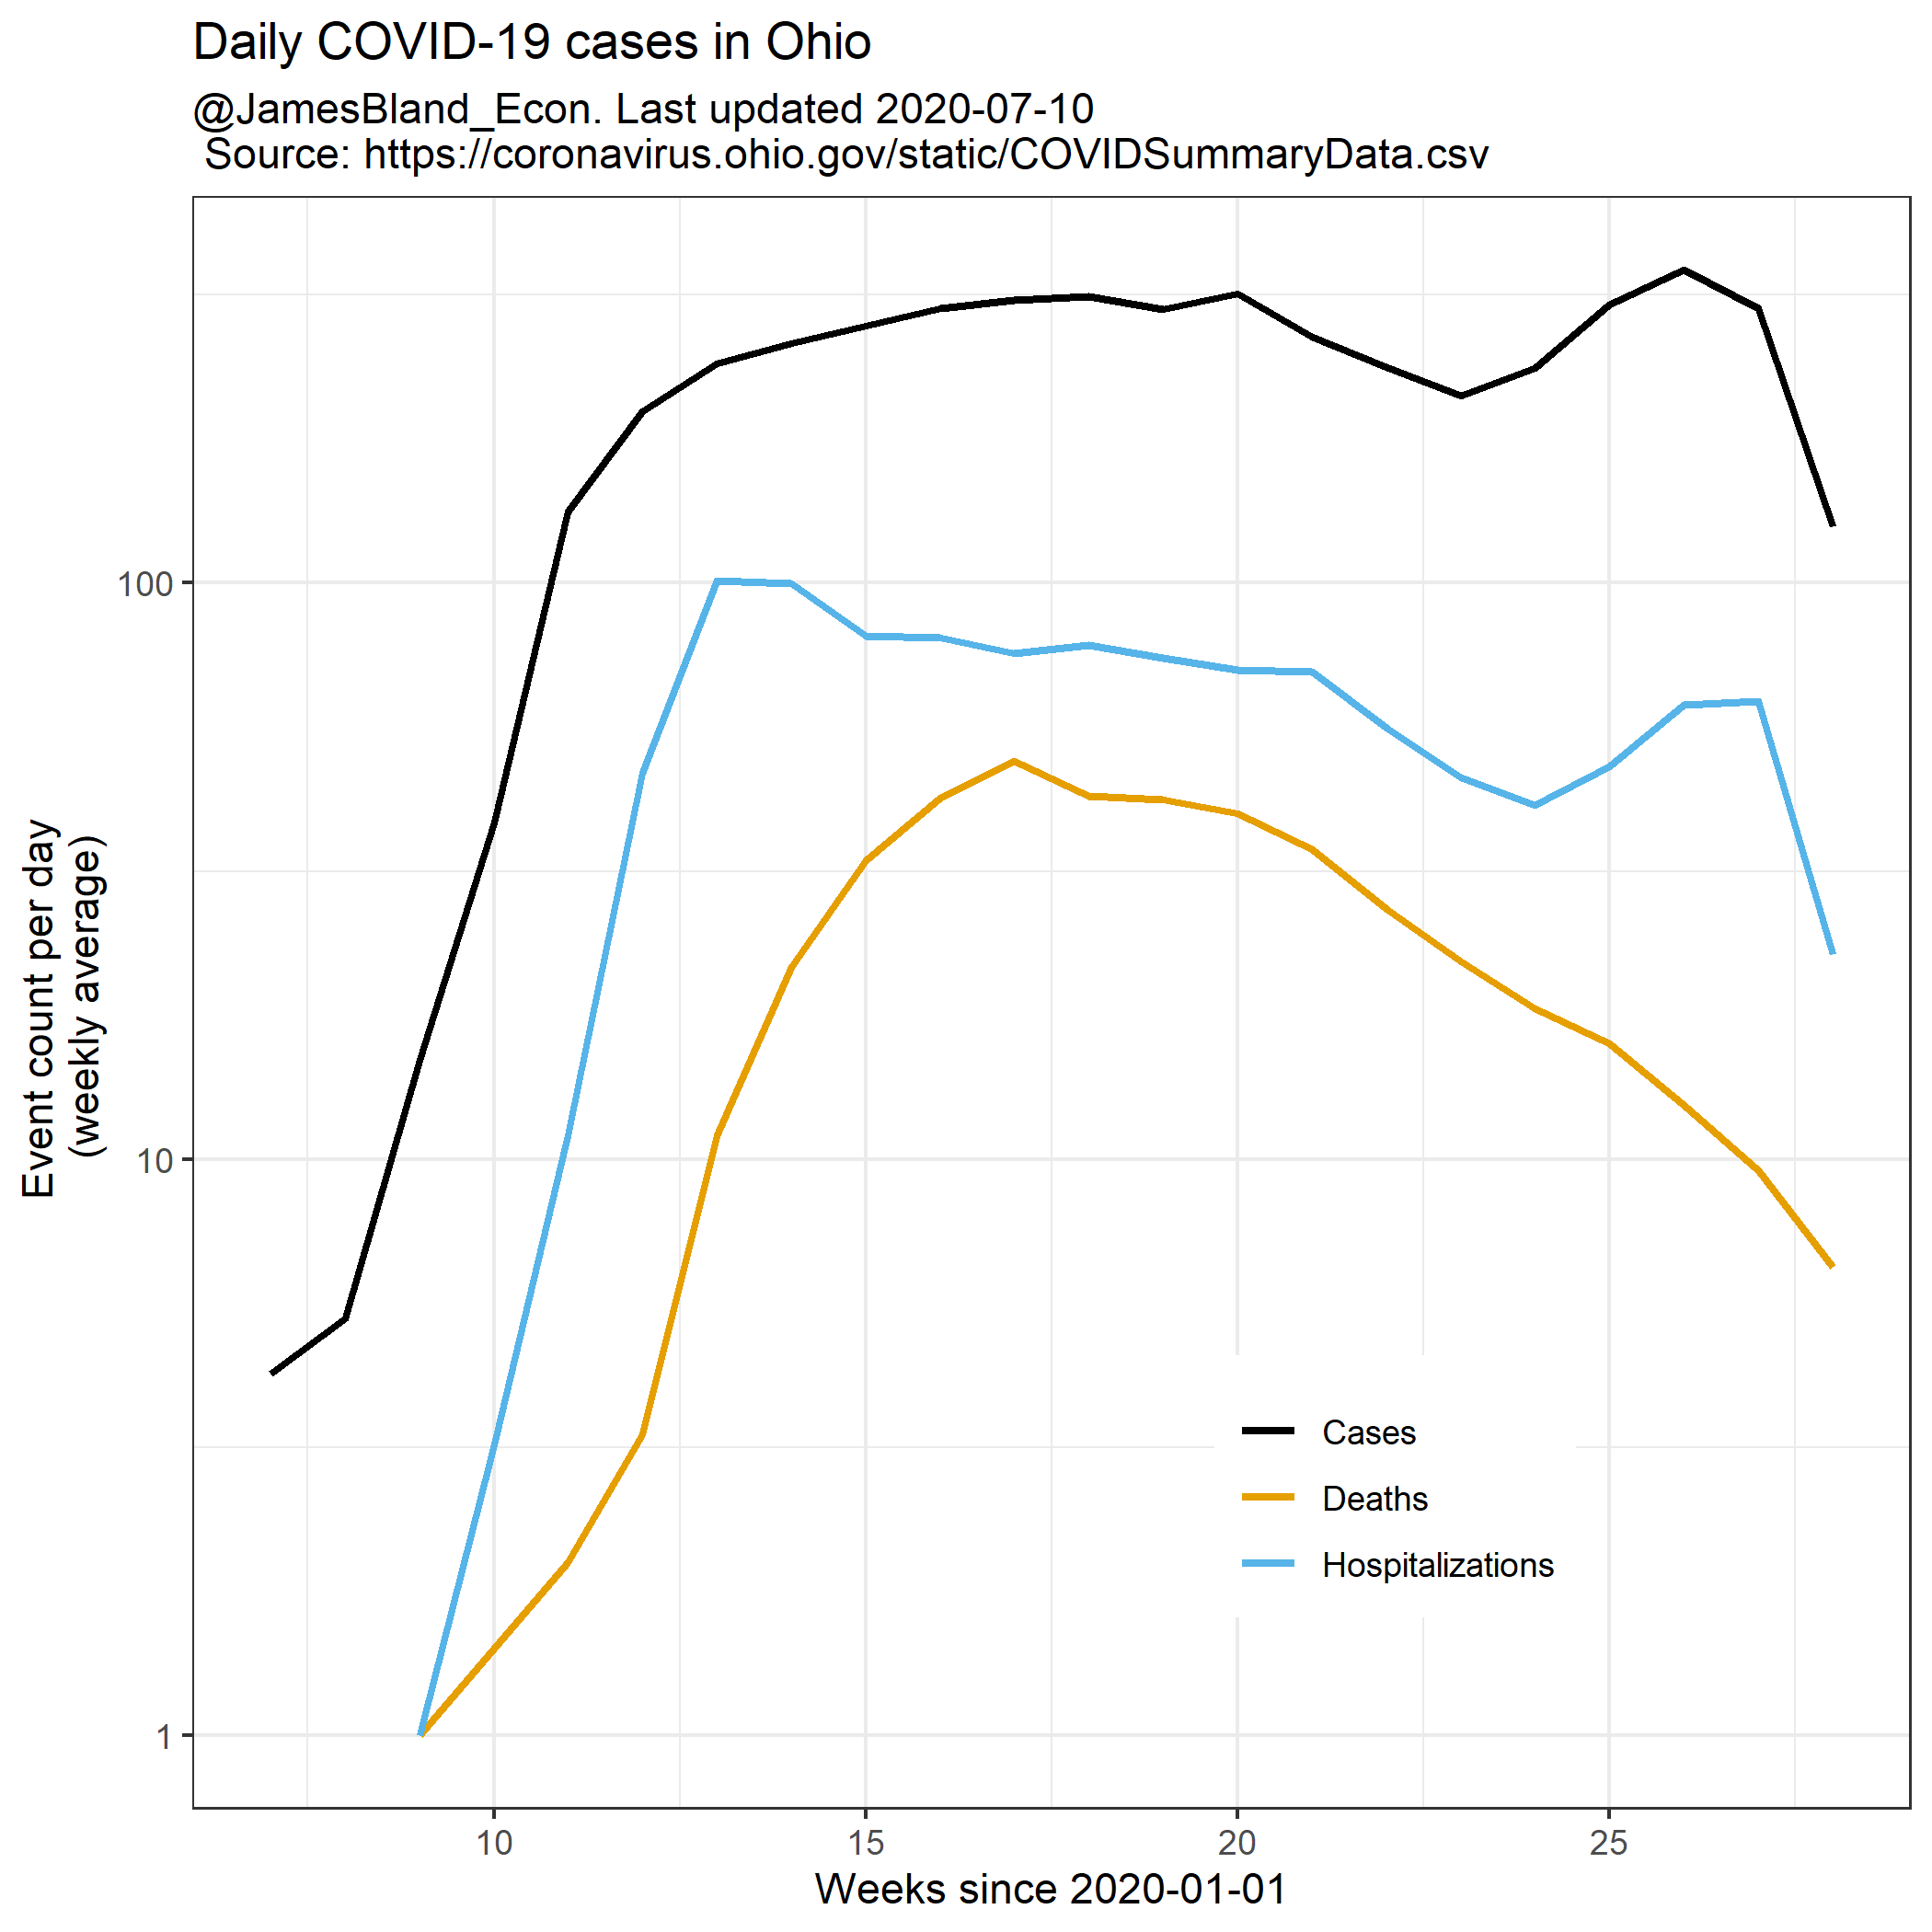 Daily COVID-19 cases in Ohio
@JamesBland_Econ. Last updated 2020-07-10
Source: https://coronavirus.ohio.gov/static/COVIDSummaryData.csv
Event count per day
(weekly average)
100
10
1
Cases
Deaths
Hospitalizations
10
15
20
25
Weeks since 2020-01-01